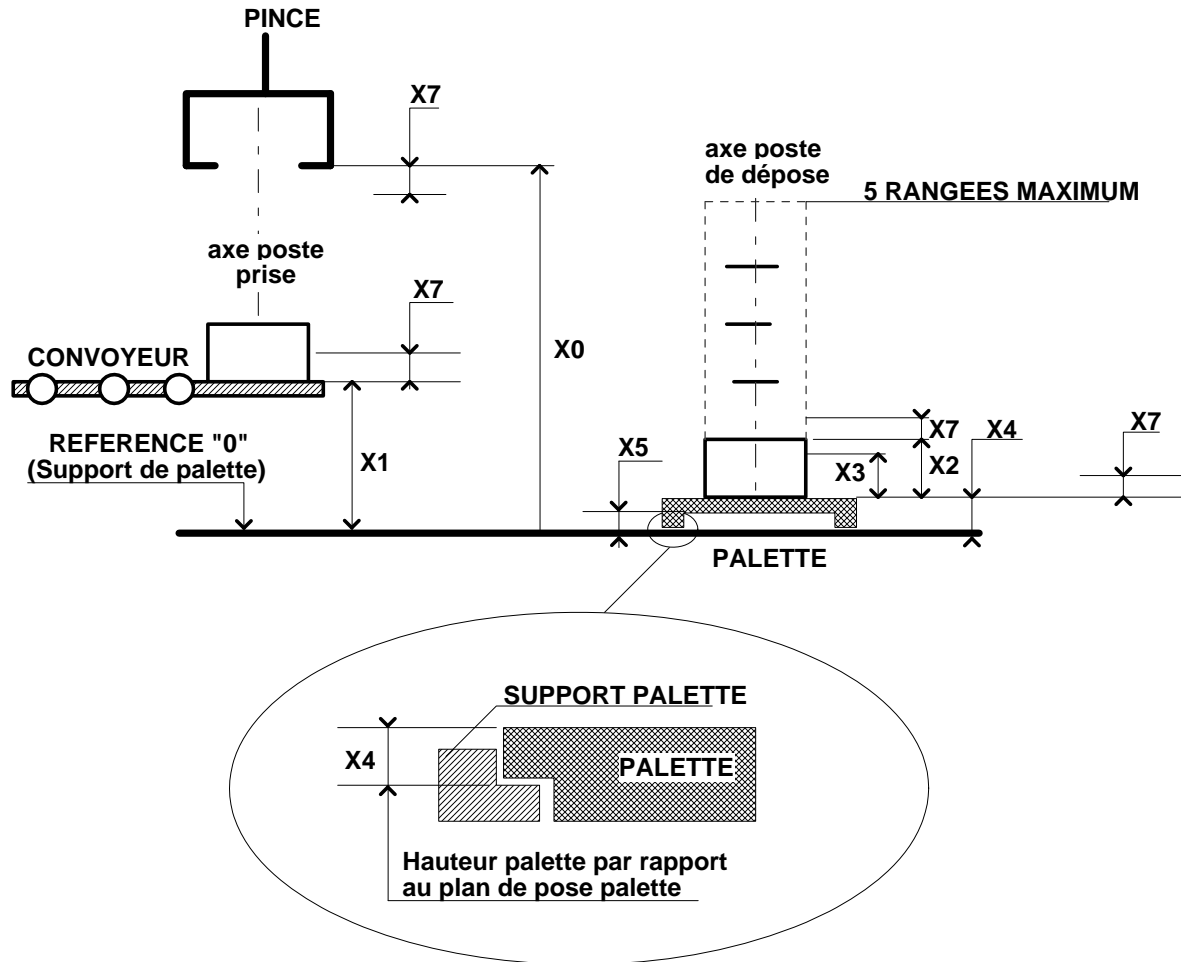 PINCE
X7
axe poste
de dépose
5 RANGEES MAXIMUM
axe poste
prise
X7
X0
CONVOYEUR
REFERENCE "0"
(Support de palette)
X1
X5
X3
X7
X2
X4
X7
PALETTE
SUPPORT PALETTE
X4
PALETTE
Hauteur palette par rapport
au plan de pose palette